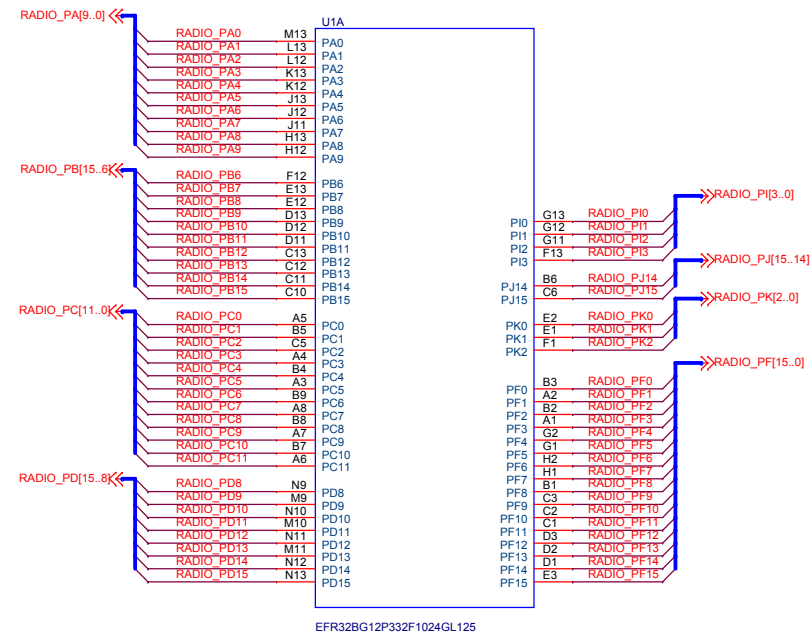 U1A
RADIO_PA[9..0]
RADIO_PA0 M13 PA0
RADIO_PA1 L13 PA1
RADIO_PA2 L12 PA2
RADIO_PA3 K13 PA3
RADIO_PA4 K12 PA4
RADIO_PA5 J13 PA5
RADIO_PA6 J12 PA6
RADIO_PA7 J11 PA7
RADIO_PA8 H13 PA8
RADIO_PA9 H12 PA9
RADIO_PB[15..6]
RADIO_PB6 F12 PB6
RADIO_PB7 E13 PB7
RADIO_PB8 E12 PB8
RADIO_PB9 D13 PB9
RADIO_PB10 D12 PB10
RADIO_PB11 D11 PB11
RADIO_PB12 C13 PB12
RADIO_PB13 C12 PB13
RADIO_PB14 C11 PB14
RADIO_PB15 C10 PB15
RADIO_PC[11..0]
RADIO_PC0 A5 PC0
RADIO_PC1 B5 PC1
RADIO_PC2 C5 PC2
RADIO_PC3 A4 PC3
RADIO_PC4 B4 PC4
RADIO_PC5 A3 PC5
RADIO_PC6 B9 PC6
RADIO_PC7 A8 PC7
RADIO_PC8 B8 PC8
RADIO_PC9 A7 PC9
RADIO_PC10 B7 PC10
RADIO_PC11 A6 PC11
RADIO_PD[15..8]
RADIO_PD8 N9 PD8
RADIO_PD9 M9 PD9
RADIO_PD10 N10 PD10
RADIO_PD11 M10 PD11
RADIO_PD12 N11 PD12
RADIO_PD13 M11 PD13
RADIO_PD14 N12 PD14
RADIO_PD15 N13 PD15
RADIO_PI[3..0]
PI0 G13 RADIO_PI0
PI1 G12 RADIO_PI1
PI2 G11 RADIO_PI2
PI3 F13 RADIO_PI3
RADIO_PJ[15..14]
PJ14 B6 RADIO_PJ14
PJ15 C6 RADIO_PJ15
RADIO_PK[2..0]
PK0 E2 RADIO_PK0
PK1 E1 RADIO_PK1
PK2 F1 RADIO_PK2
RADIO_PF[15..0]
PF0 B3 RADIO_PF0
PF1 A2 RADIO_PF1
PF2 B2 RADIO_PF2
PF3 A1 RADIO_PF3
PF4 G2 RADIO_PF4
PF5 G1 RADIO_PF5
PF6 H2 RADIO_PF6
PF7 H1 RADIO_PF7
PF8 B1 RADIO_PF8
PF9 C3 RADIO_PF9
PF10 C2 RADIO_PF10
PF11 C1 RADIO_PF11
PF12 D3 RADIO_PF12
PF13 D2 RADIO_PF13
PF14 D1 RADIO_PF14
PF15 E3 RADIO_PF15
EFR32BG12P332F1024GL125